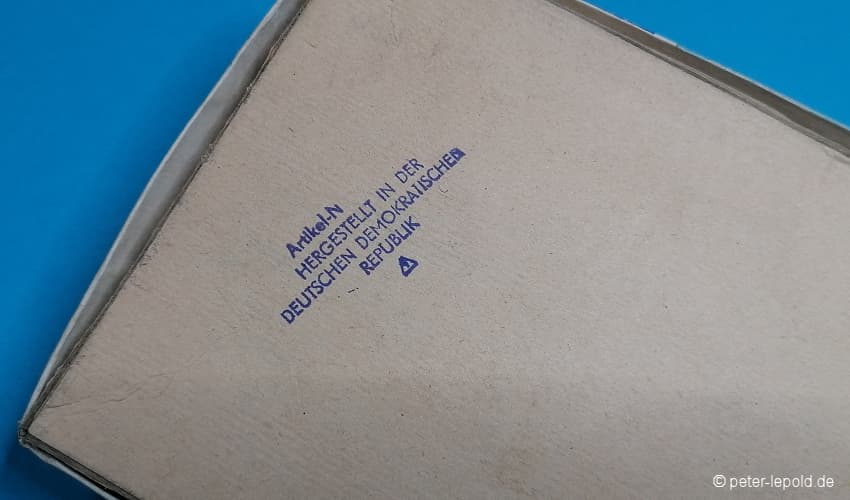 Artikel-N
HERGESTELLT IN DER
DEUTSCHEN DEMOKRATISCHEN
REPUBLIK
© peter-lepold.de